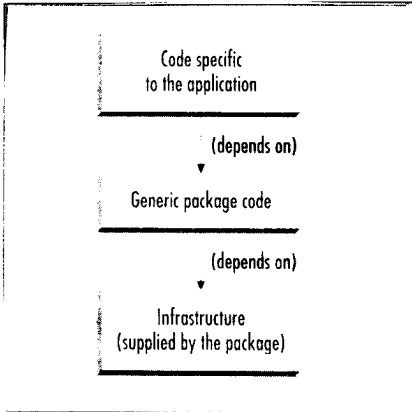 Code specific
to the application
(depends on)
Generic package code
(depends on)
Infrastructure
(supplied by the package)